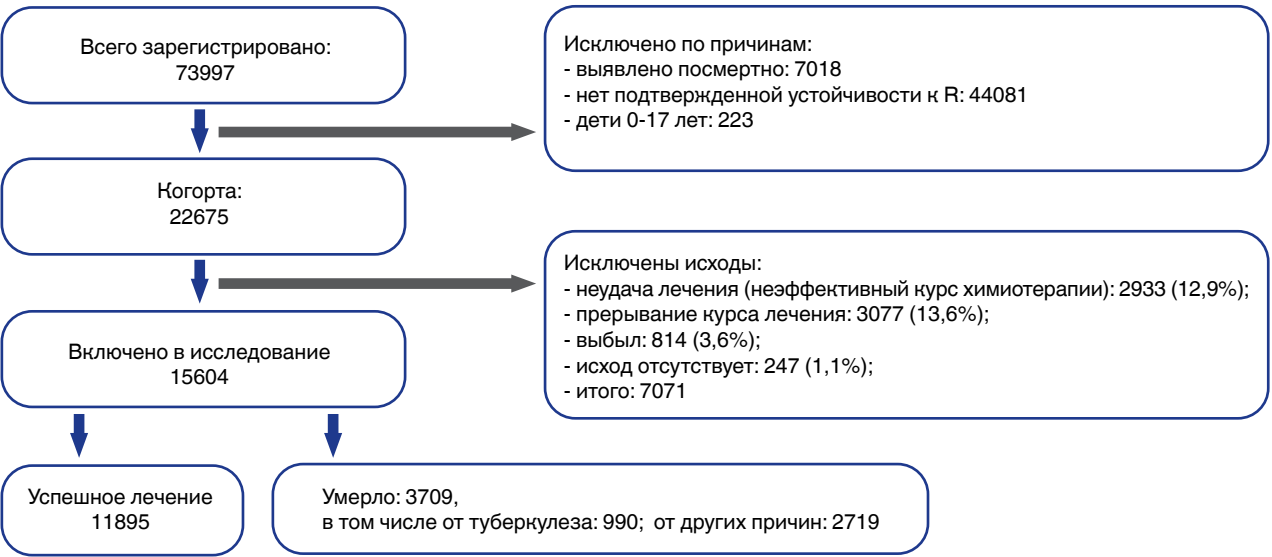 Всего зарегистрировано:
73997
Исключено по причинам:
- выявлено посмертно: 7018
- нет подтвержденной устойчивости к R: 44081
- дети 0-17 лет: 223
Когорта:
22675
Исключены исходы:
- неудача лечения (неэффективный курс химиотерапии): 2933 (12,9%);
- прерывание курса лечения: 3077 (13,6%);
- выбыл: 814 (3,6%);
- исход отсутствует: 247 (1,1%);
- итого: 7071
Включено в исследование
15604
Успешное лечение
11895
Умерло: 3709,
в том числе от туберкулеза: 990; от других причин: 2719